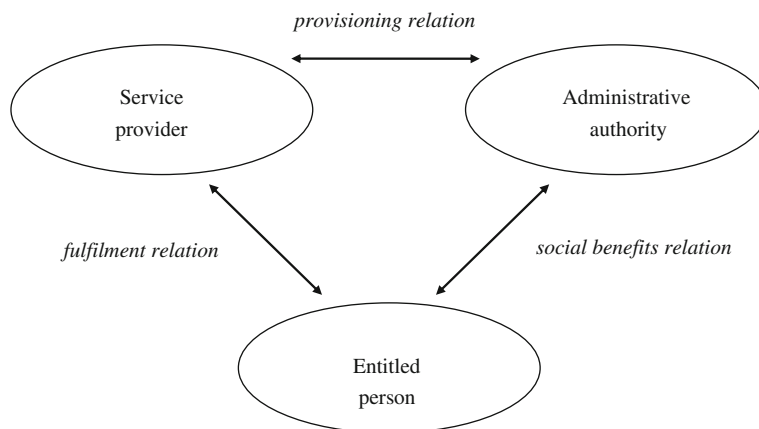 provisioning relation
Service
provider
Administrative
authority
fulfilment relation
social benefits relation
Entitled
person